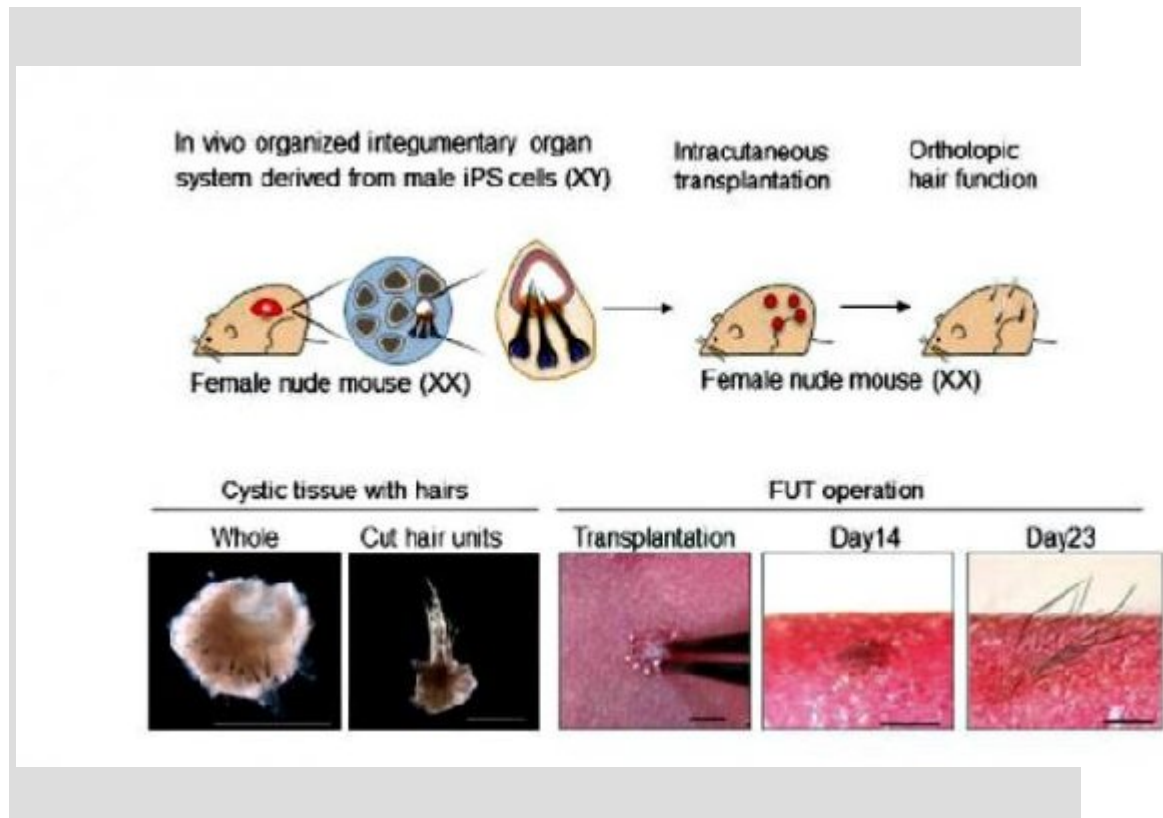 In vivo organized integumentary organ
system derived from male iPS cells (XY)
Intracutaneous
transplantation
Orthotopic
hair function
Female nude mouse (XX)
Female nude mouse (XX)
Cystic tissue with hairs
FUT operation
Whole
Cut hair units
Transplantation
Day14
Day23